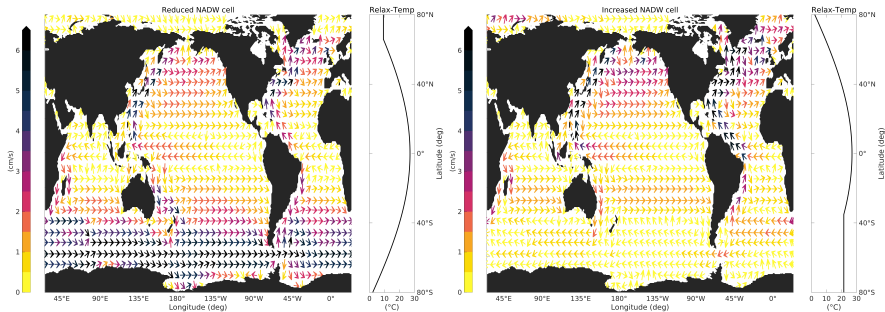 Reduced NADW cell
Relax-Temp
Increased NADW cell
Relax-Temp
6
5
4
3
2
1
0
(cm/s)
80°N
40°N
0°
40°S
80°S
Latitude (deg)
6
5
4
3
2
1
0
(cm/s)
80°N
40°N
0°
40°S
80°S
Latitude (deg)
45°E 90°E 135°E 180° 135°W 90°W 45°W 0°
Longitude (deg)
0 10 20 30
(°C)
45°E 90°E 135°E 180° 135°W 90°W 45°W 0°
Longitude (deg)
0 10 20 30
(°C)